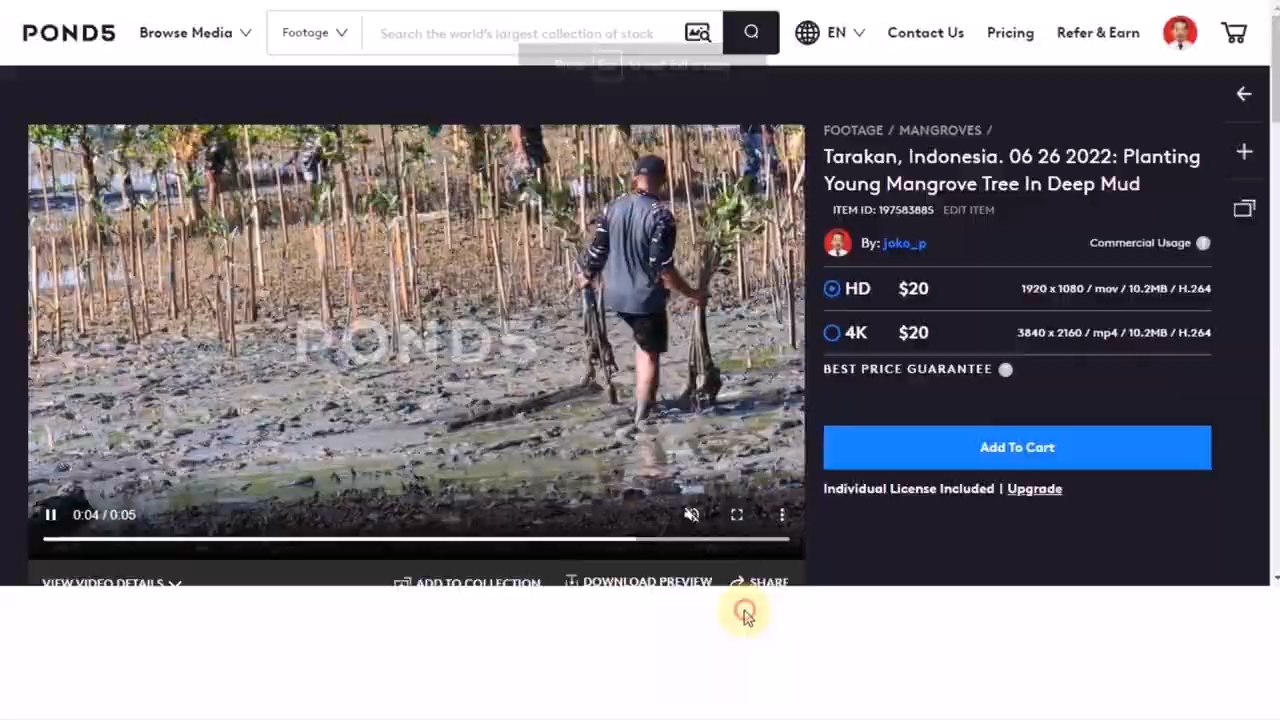 POND5
Browse Media
Footage
Search the world's largest collection of stock
EN
Contact Us
Pricing
Refer & Earn
FOOTAGE / MANGROVES /
Tarakan, Indonesia. 06 26 2022: Planting
Young Mangrove Tree In Deep Mud
ITEM ID: 197583885 EDIT ITEM
By: joko_p
Commercial Usage
HD $20 1920 x 1080 / mov / 10.2MB / H.264
4K $20 3840 x 2160 / mp4 / 10.2MB / H.264
BEST PRICE GUARANTEE
Add To Cart
Individual License Included | Upgrade
POND5
0:04 / 0:05
VIEW VIDEO DETAILS
ADD TO COLLECTION
DOWNLOAD PREVIEW
SHARE